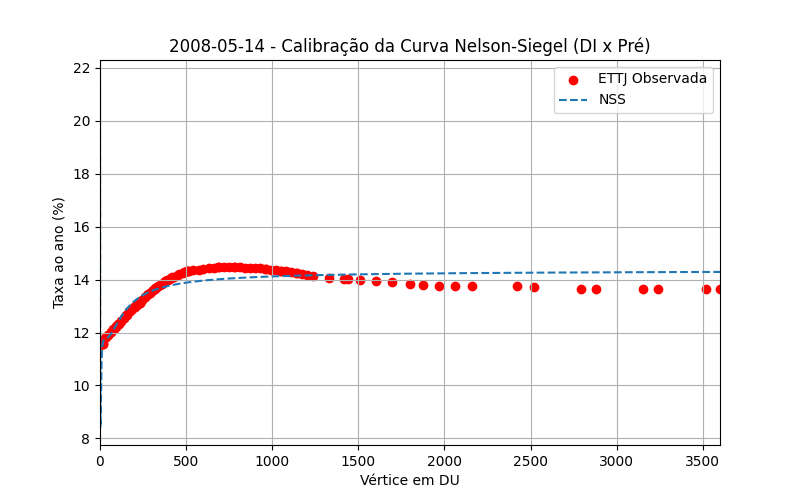 2008-05-14 - Calibração da Curva Nelson-Siegel (DI x Pré)
ETTJ Observada
NSS
Taxa ao ano (%)
22
20
18
16
14
12
10
8
0 500 1000 1500 2000 2500 3000 3500
Vértice em DU